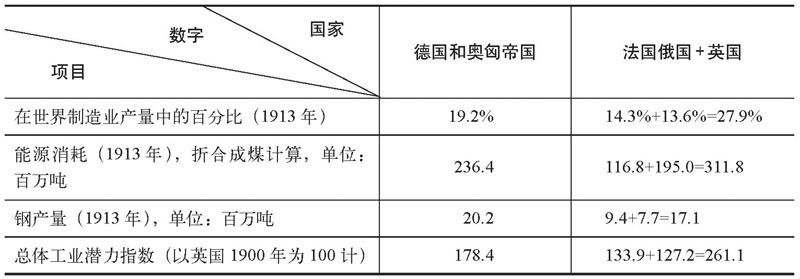 国家
数字
项目
德国和奥匈帝国
法国俄国+英国
在世界制造业产量中的百分比（1913 年） 19.2% 14.3%+13.6%=27.9%
能源消耗（1913 年），折合成煤计算，单位：
百万吨
236.4 116.8+195.0=311.8
钢产量（1913 年），单位：百万吨 20.2 9.4+7.7=17.1
总体工业潜力指数（以英国 1900 年为 100 计） 178.4 133.9+127.2=261.1